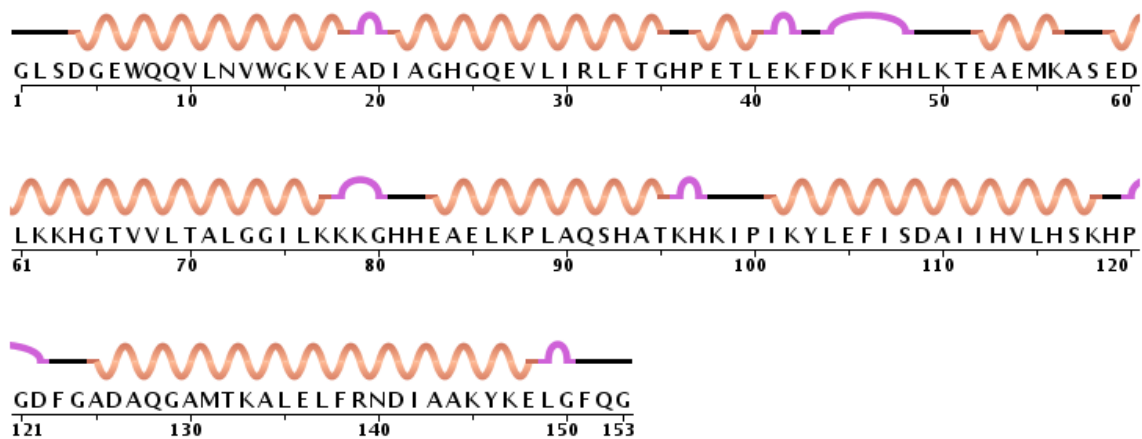 GLSDGEWQQVLNVWGKVEADIAGHGQEVLIRLFTGHPETLEKFDKFKHLKTEAEMKASED
1 10 20 30 40 50 60
LKKHGTVVLTALGGILKKKGHHEAELKPLAQSHATKHKIPIKYLEFISDAIIHVLHSKHP
61 70 80 90 100 110 120
GDFGADAQGAMTKALELFRNDIAAKYKELGFQG
121 130 140 150 153